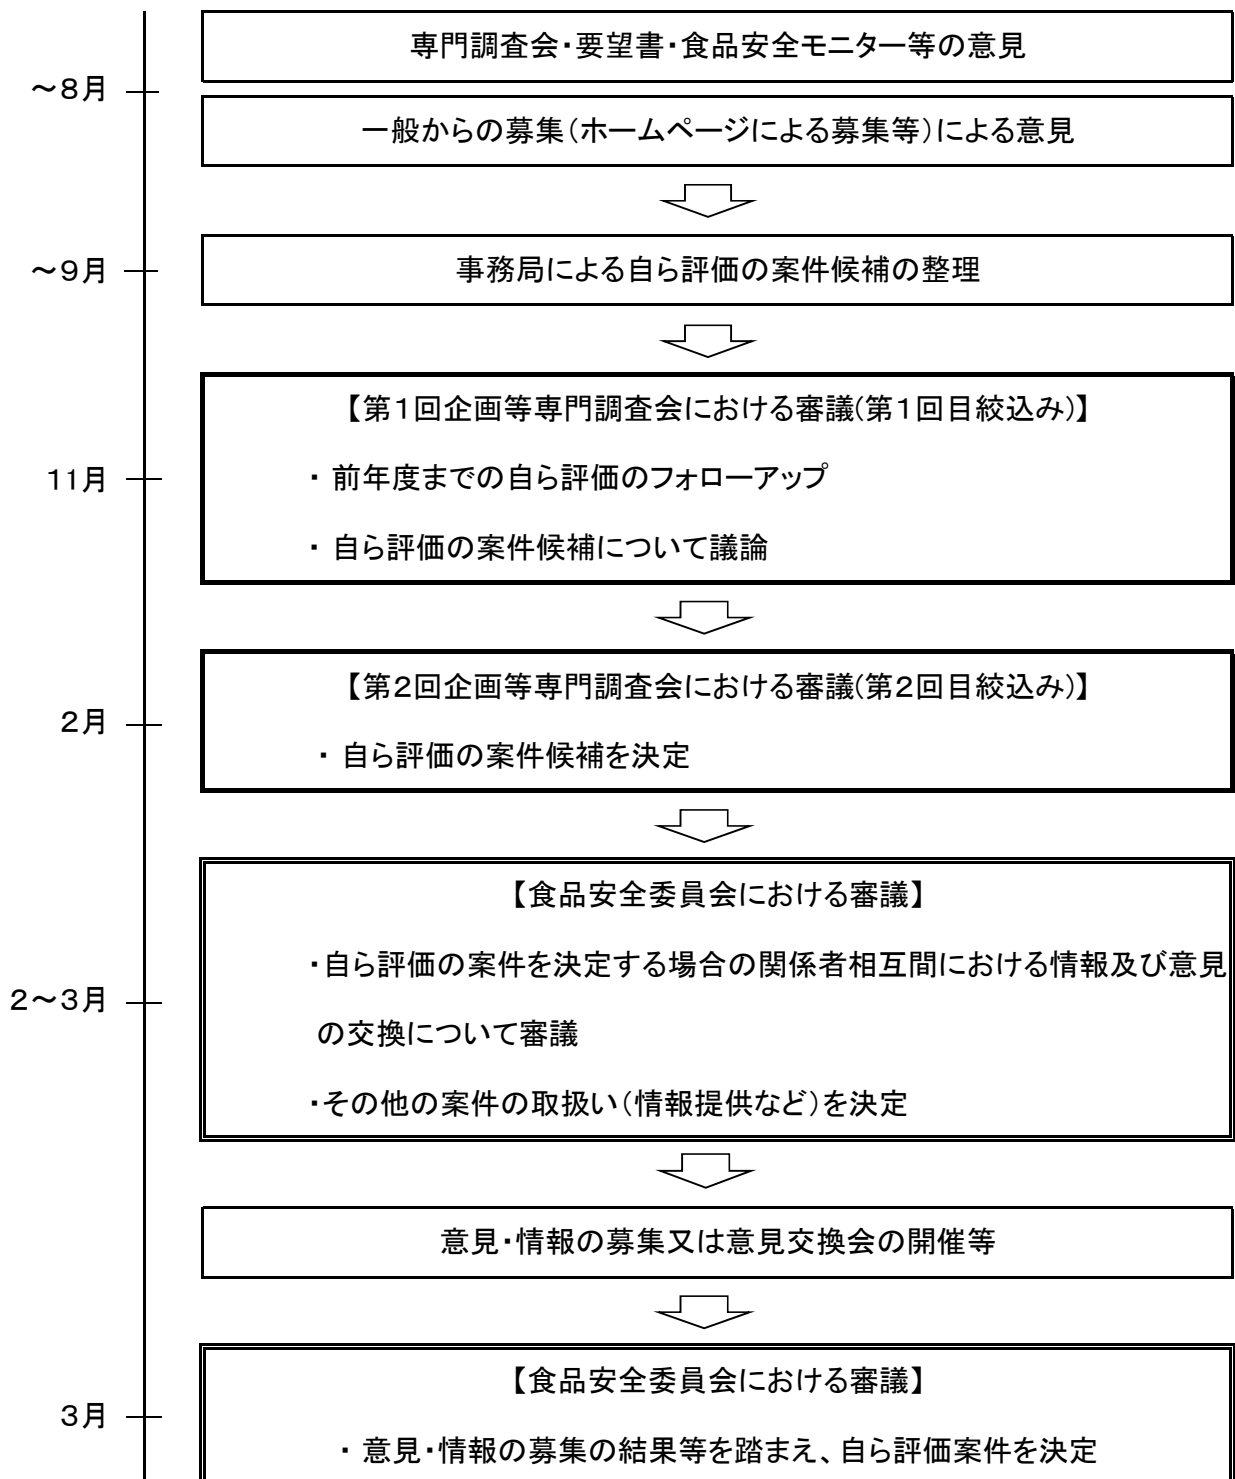 専門調査会・要望書・食品安全モニター等の意見
～８月
一般からの募集（ホームページによる募集等）による意見
～９月
事務局による自ら評価の案件候補の整理
【第１回企画等専門調査会における審議(第１回目絞込み)】
11月
・ 前年度までの自ら評価のフォローアップ
・ 自ら評価の案件候補について議論
【第２回企画等専門調査会における審議(第２回目絞込み)】
２月
・ 自ら評価の案件候補を決定
【食品安全委員会における審議】
・自ら評価の案件を決定する場合の関係者相互間における情報及び意見
２～３月
の交換について審議
・その他の案件の取扱い（情報提供など）を決定
意見・情報の募集又は意見交換会の開催等
【食品安全委員会における審議】
３月
・ 意見・情報の募集の結果等を踏まえ、自ら評価案件を決定